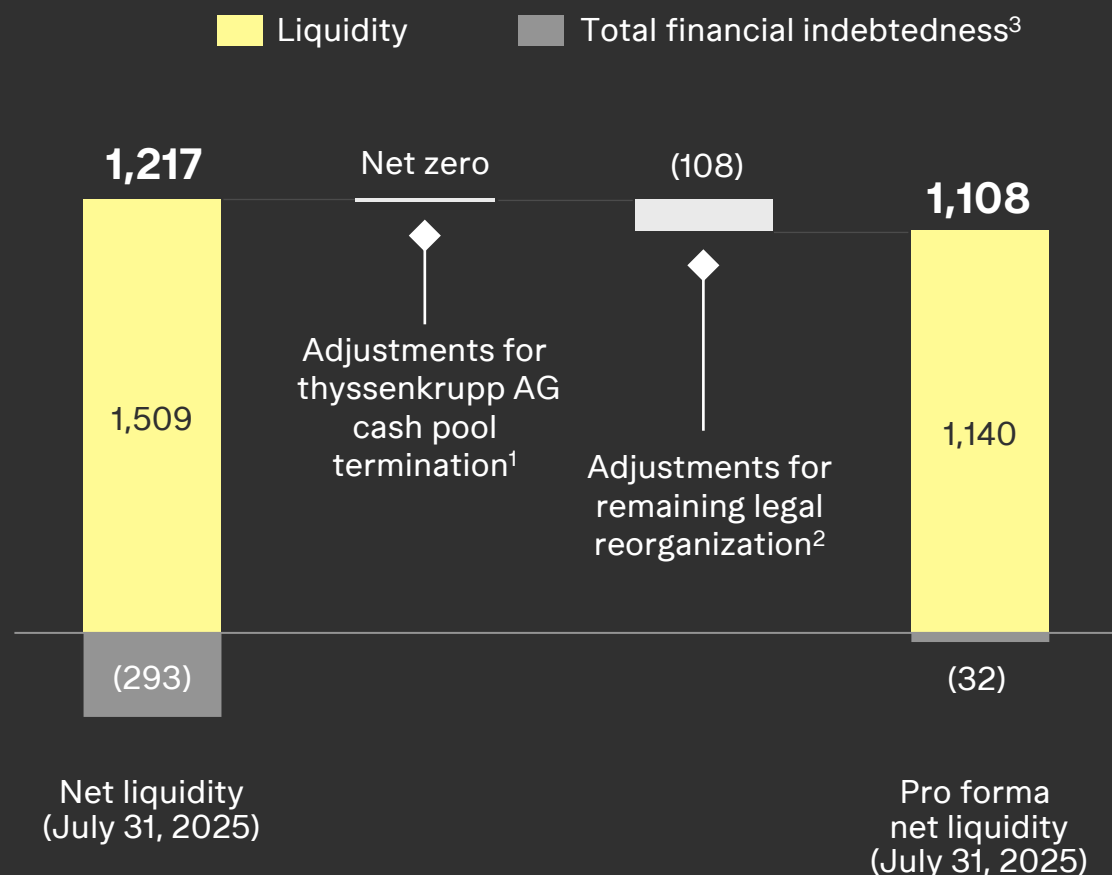 Liquidity
Total financial indebtedness³
1,217
Net zero
(108)
1,108
1,509
Adjustments for
thyssenkrupp AG
cash pool
termination¹
Adjustments for
remaining legal
reorganization²
1,140
(293)
(32)
Net liquidity
(July 31, 2025)
Pro forma
net liquidity
(July 31, 2025)